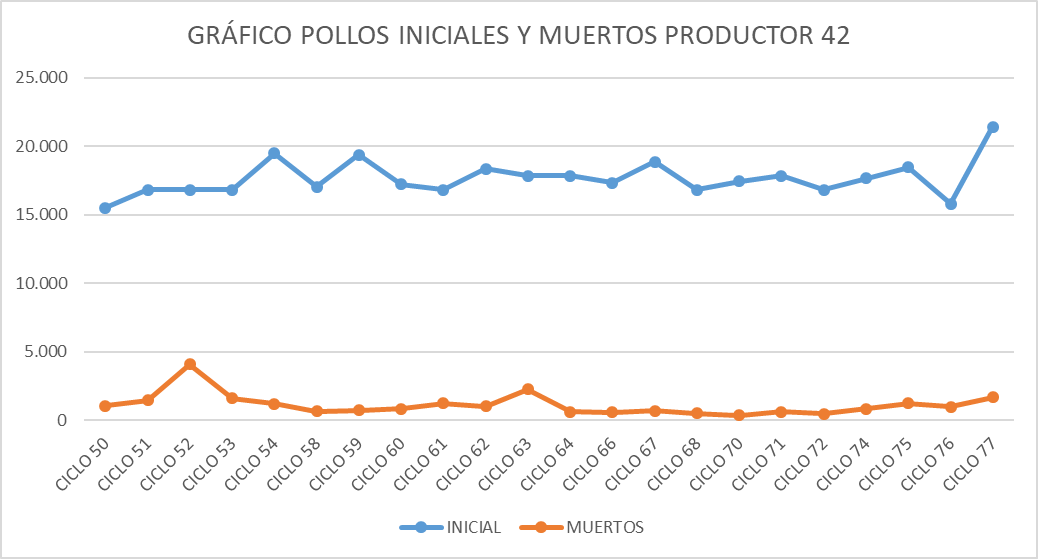 GRÁFICO POLLOS INICIALES Y MUERTOS PRODUCTOR 42
25.000
20.000
15.000
10.000
5.000
0
CICLO 50
CICLO 51
CICLO 52
CICLO 53
CICLO 54
CICLO 58
CICLO 59
CICLO 60
CICLO 61
CICLO 62
CICLO 63
CICLO 64
CICLO 66
CICLO 67
CICLO 68
CICLO 70
CICLO 71
CICLO 72
CICLO 74
CICLO 75
CICLO 76
CICLO 77
INICIAL MUERTOS